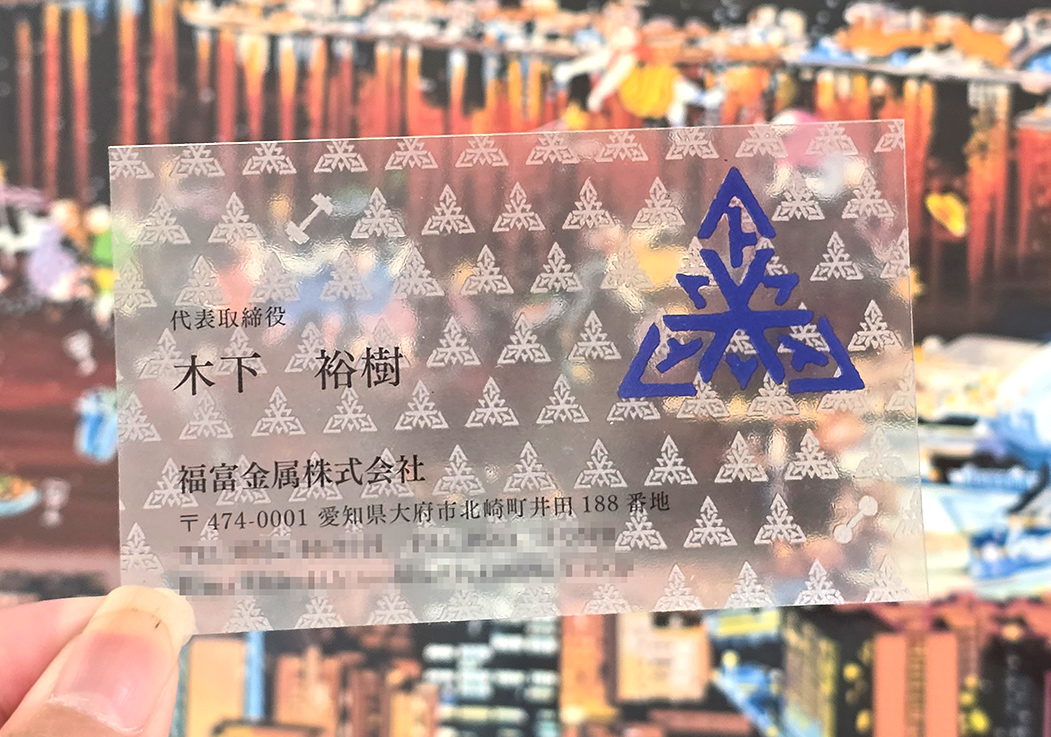 代表取締役
木下 裕樹
福富金属株式会社
〒474-0001 愛知県大府市北崎町井田 188 番地